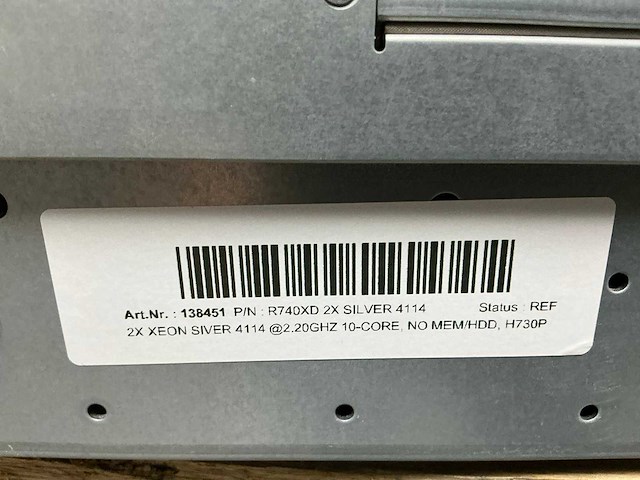 Art.Nr. : 138451 P/N : R740XD 2X SILVER 4114 Status : REF
2X XEON SIVER 4114 @2.20GHZ 10-CORE, NO MEM/HDD, H730P